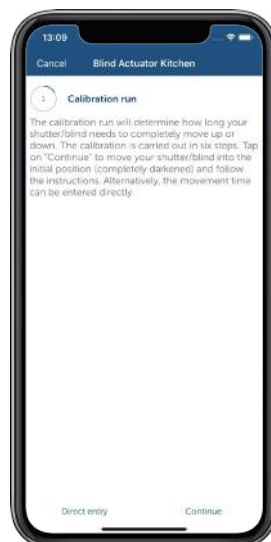 13:09
Cancel Blind Actuator Kitchen
1 Calibration run
The calibration run will determine how long your
shutter/blind needs to completely move up or
down. The calibration is carried out in six steps. Tap
on "Continue" to move your shutter/blind into the
initial position (completely darkened) and follow
the instructions. Alternatively, the movement time
can be entered directly.
Direct entry Continue